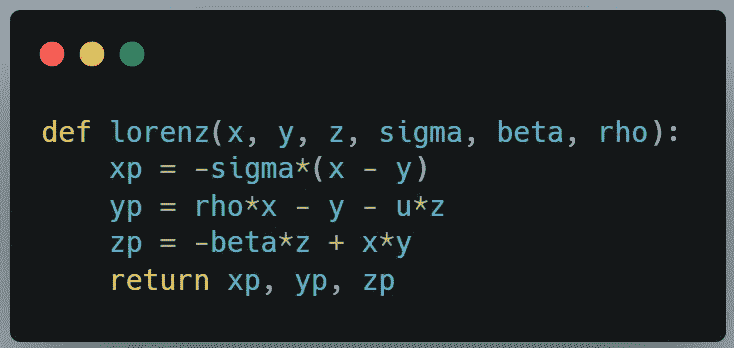 def lorenz(x, y, z, sigma, beta, rho):
    xp = -sigma*(x - y)
    yp = rho*x - y - u*z
    zp = -beta*z + x*y
    return xp, yp, zp